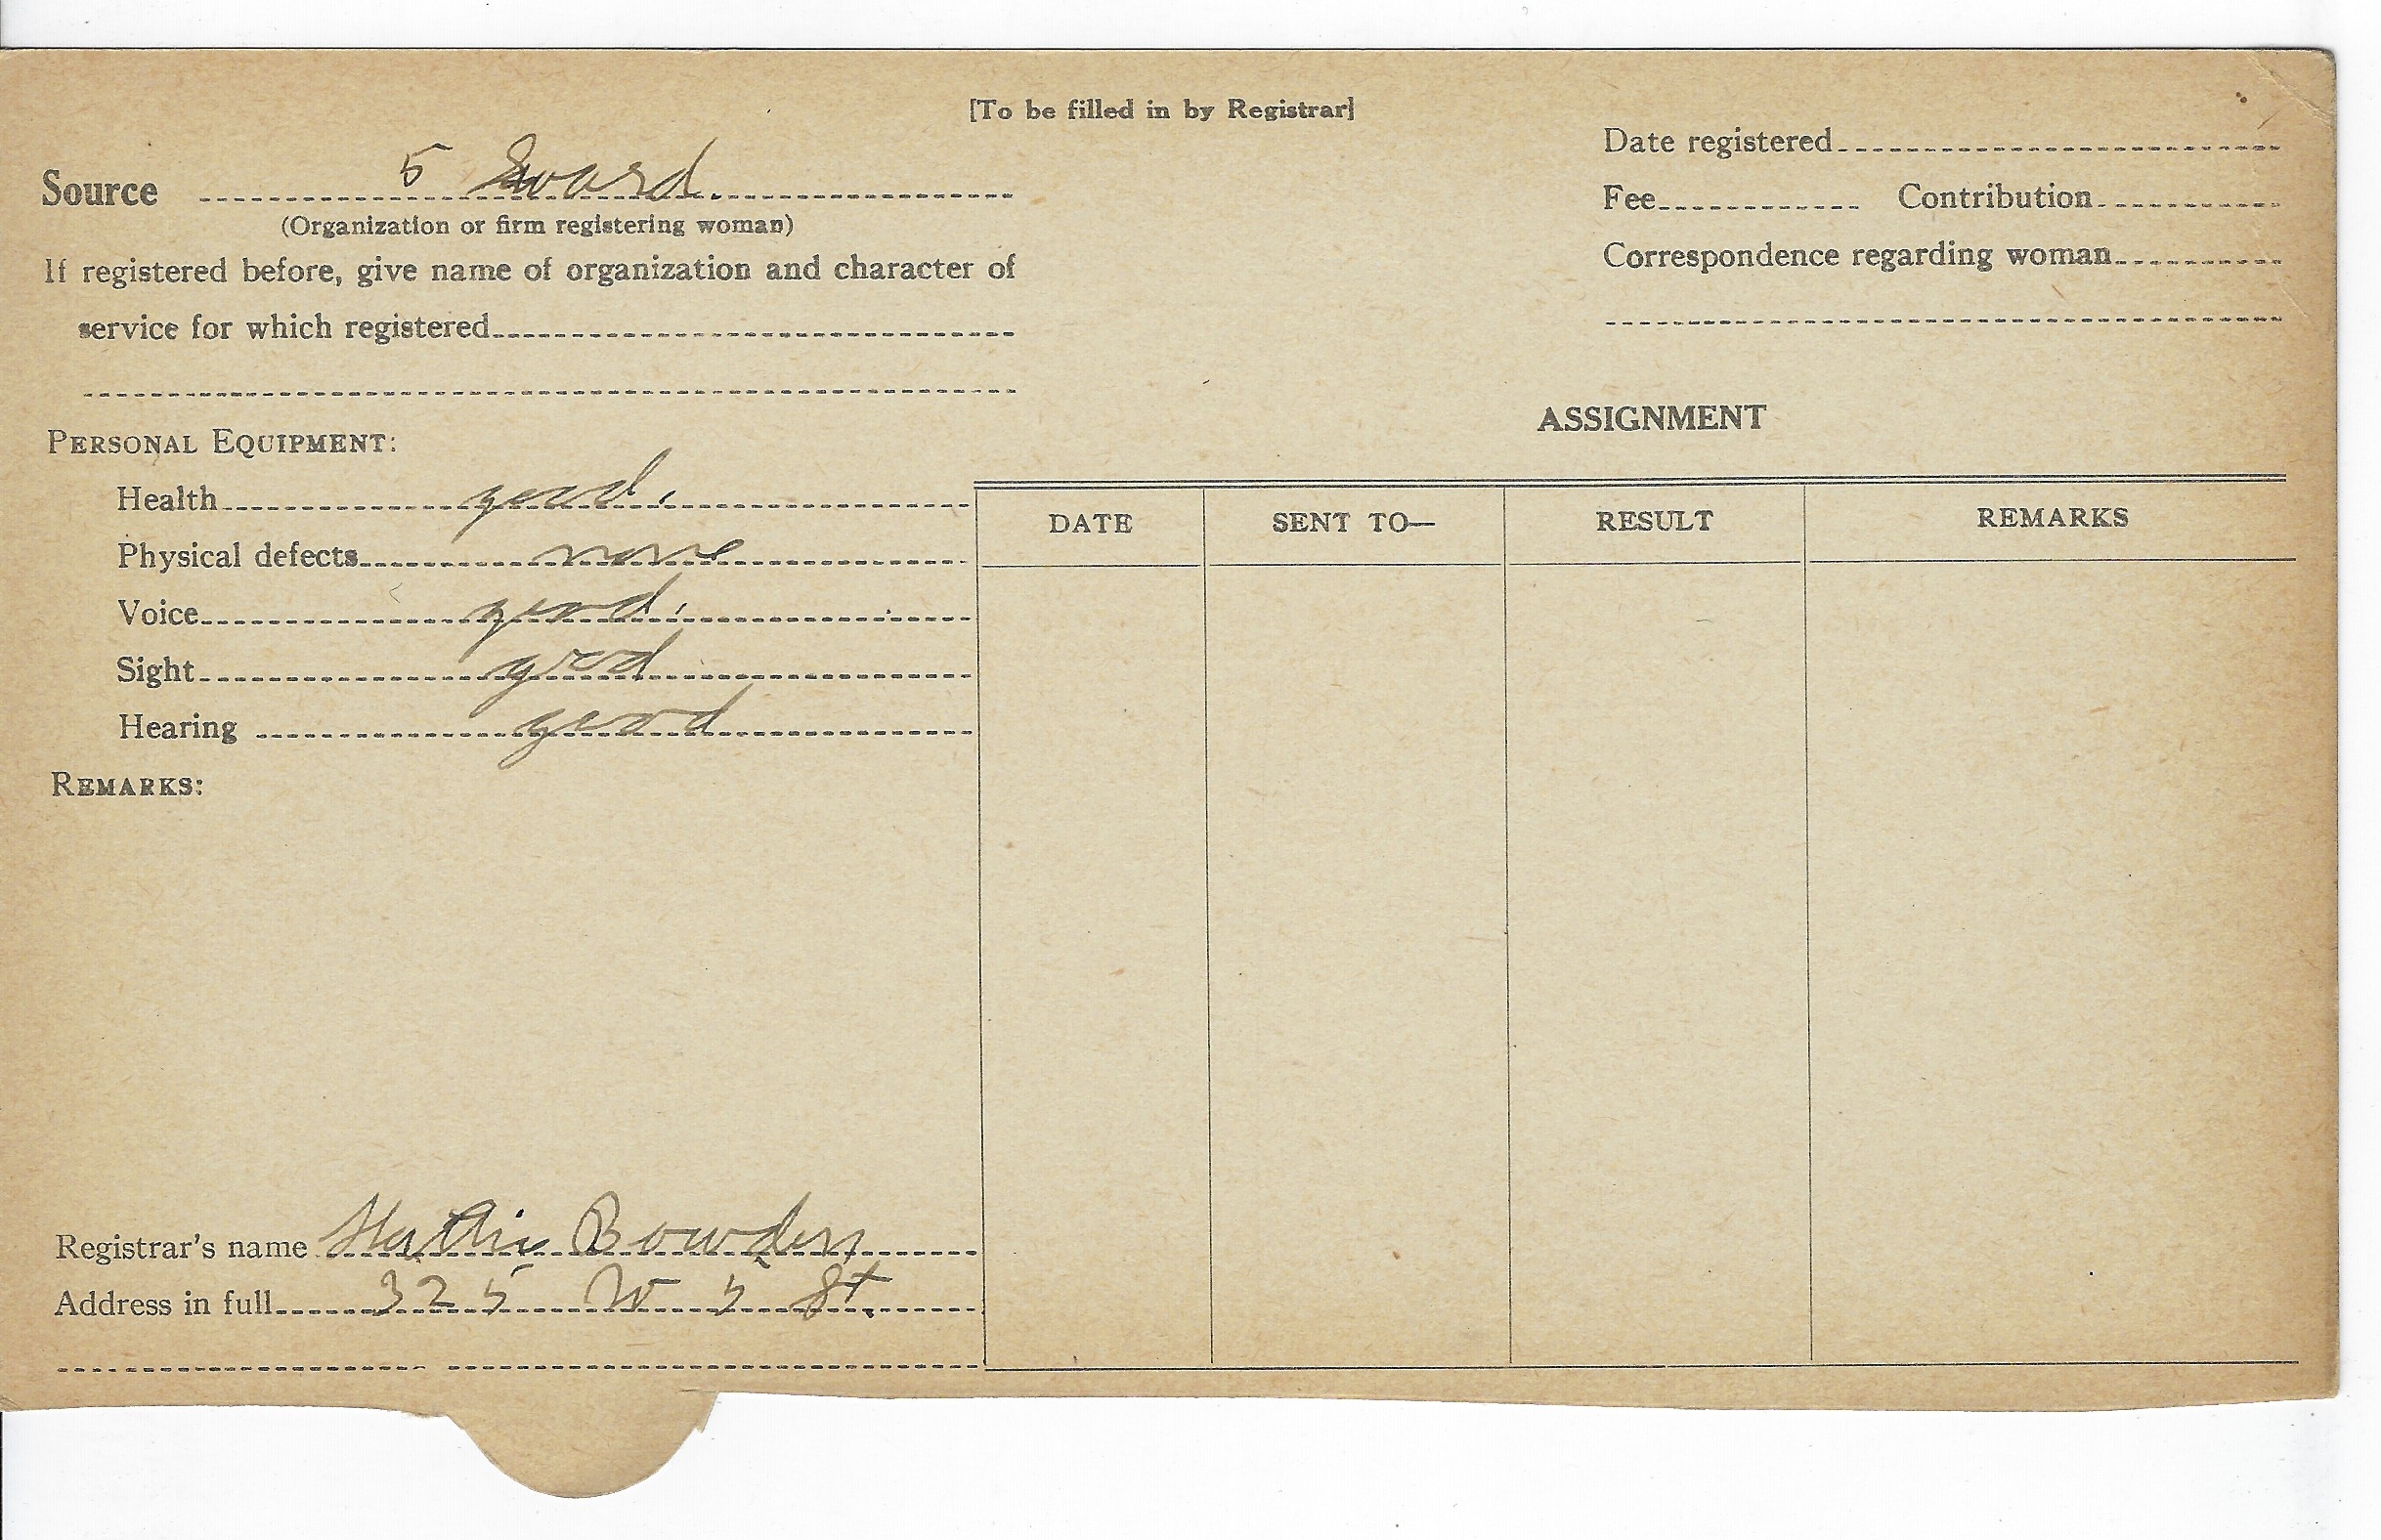 [To be filled in by Registrar]
Source 5 ward.
(Organization or firm registering woman)
If registered before, give name of organization and character of
service for which registered
Date registered
Fee Contribution
Correspondence regarding woman
PERSONAL EQUIPMENT:
Health good.
Physical defects none
Voice good.
Sight good
Hearing good
REMARKS:
Registrar's name Hattie Bowden
Address in full 325 W 5 St.
ASSIGNMENT
DATE SENT TO— RESULT REMARKS